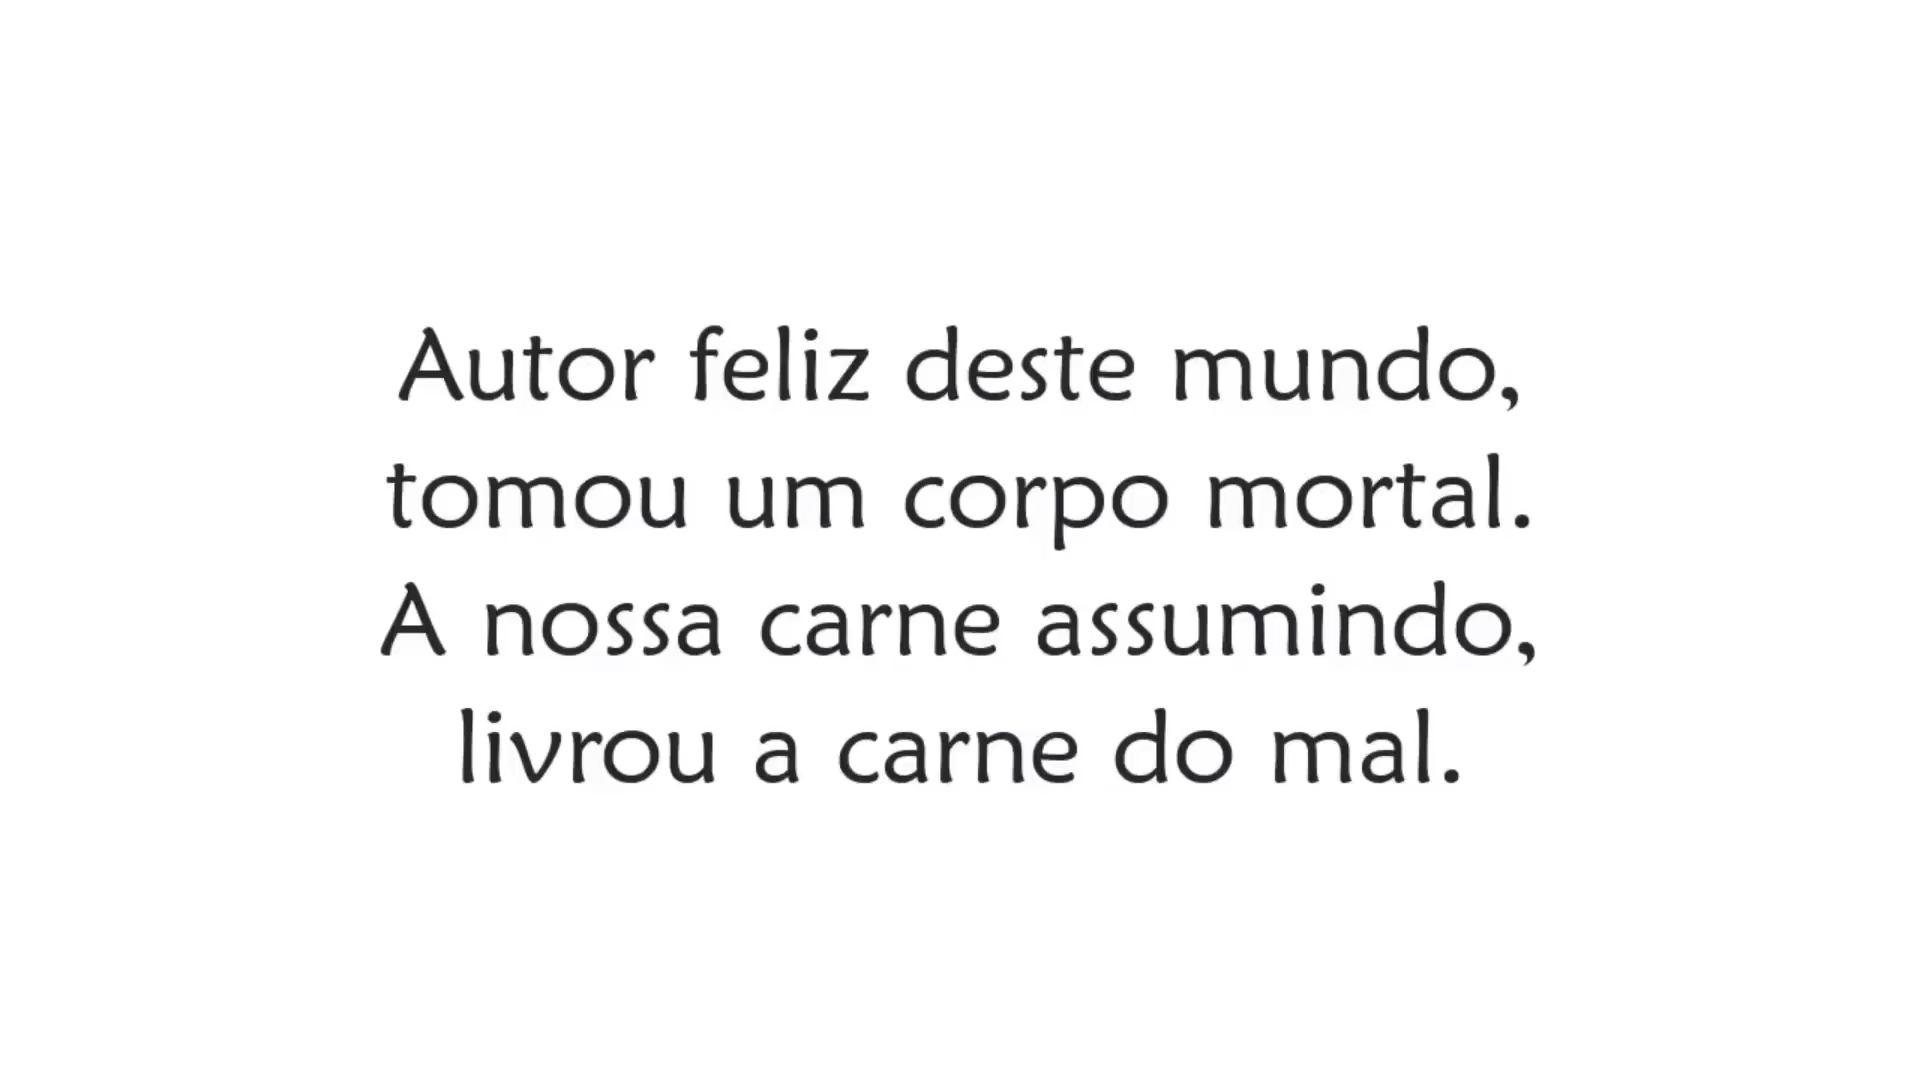 Autor feliz deste mundo,
tomou um corpo mortal.
A nossa carne assumindo,
livrou a carne do mal.